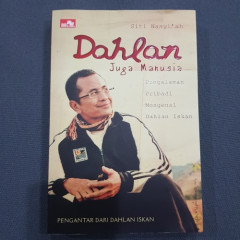 Siti Nasyi'ah
Dahlan
Juga Manusia
Pengalaman
Pribadi
Mengenal
Dahlan Iskan
PENGANTAR DARI DAHLAN ISKAN